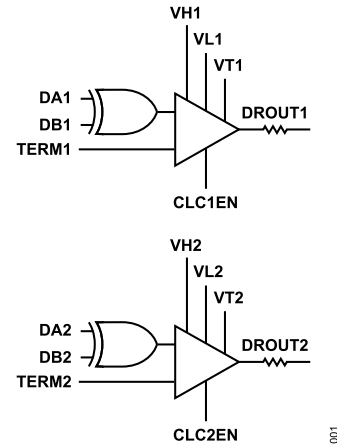 VH1
VL1
VT1
DA1
DB1
DROUT1
TERM1
CLC1EN
VH2
VL2
VT2
DA2
DB2
DROUT2
TERM2
CLC2EN
001